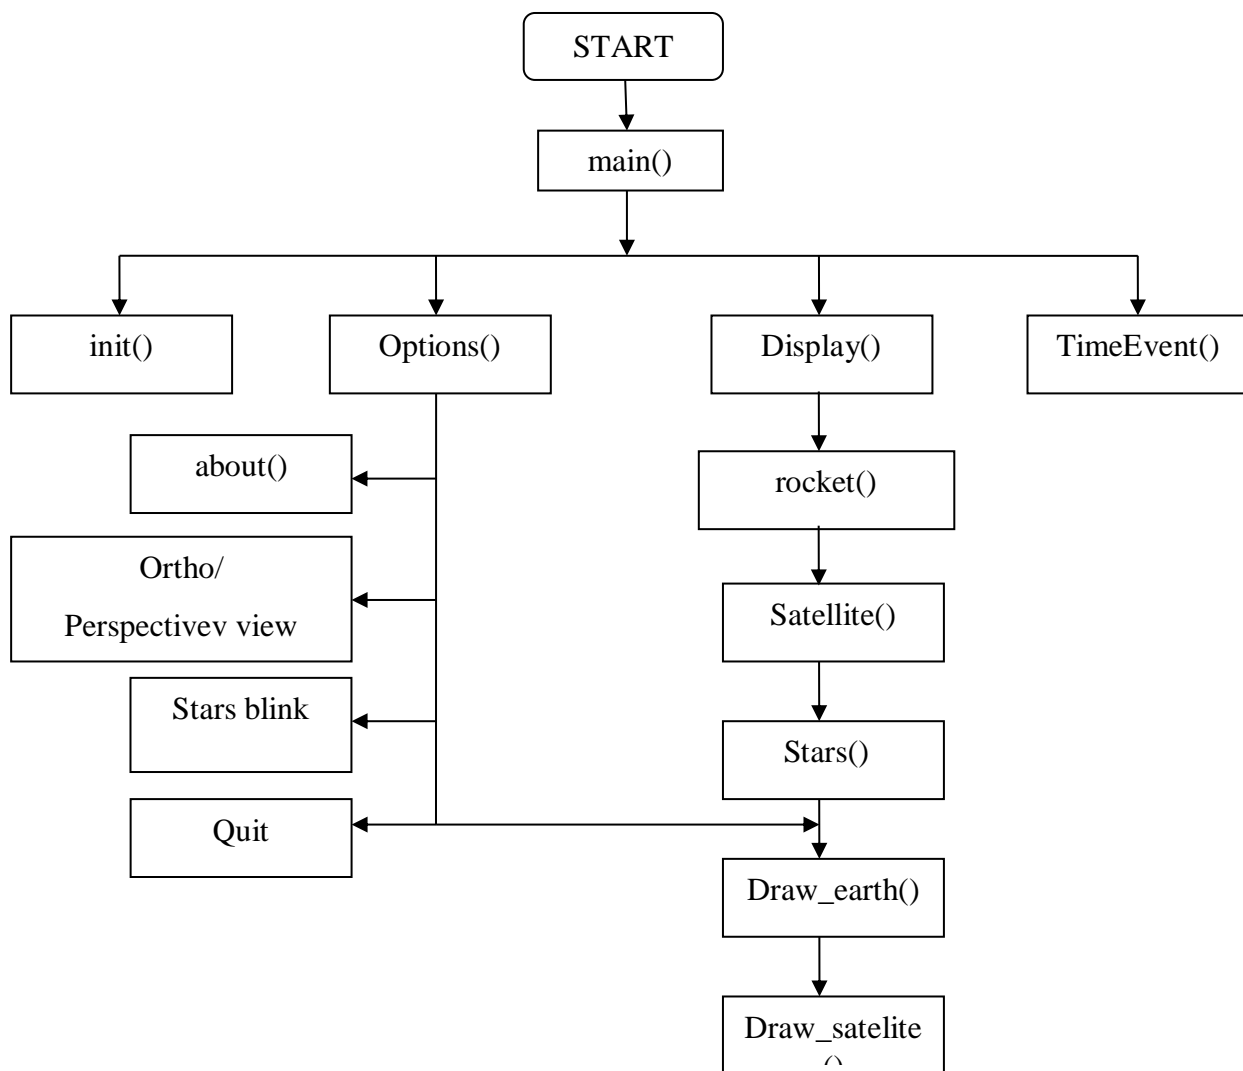 START
main()
init()
Options()
Display()
TimeEvent()
about()
rocket()
Ortho/
Perspectivev view
Satellite()
Stars blink
Stars()
Quit
Draw_earth()
Draw_satelite
()